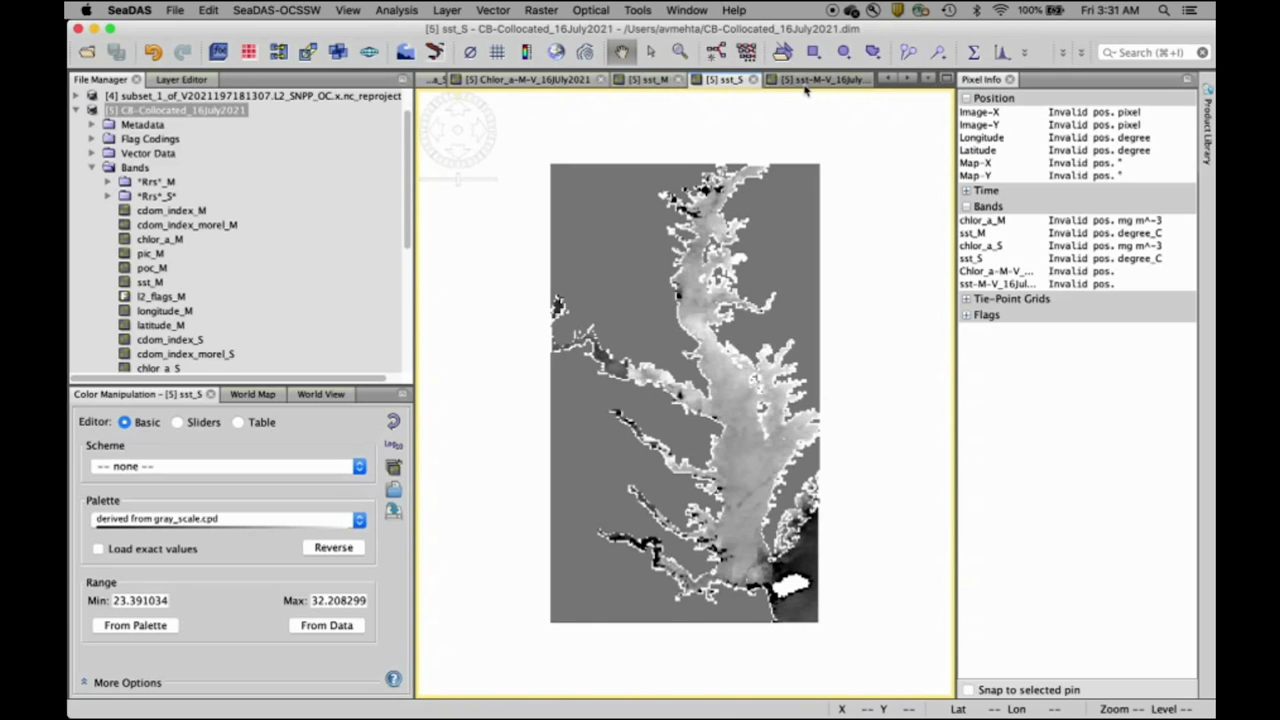 SeaDAS File Edit SeaDAS-OCSSW View Analysis Layer Vector Raster Optical Tools Window Help 100% Fri 3:31 AM
[5] sst_S - CB-Collocated_16July2021 - /Users/avmehta/CB-Collocated_16July2021.dim
Search (⌘+I)
File Manager Layer Editor
...a_S [5] Chlor_a-M-V_16JUly2021 [5] sst_M [5] sst_S [5] sst-M-V_16July...
Pixel Info
[4] subset_1_of_V2021197181307.L2_SNPP_OC.x.nc_reproject
[5] CB-Collocated_16July2021
Metadata
Flag Codings
Vector Data
Bands
*Rrs*_M
*Rrs*_S*
cdom_index_M
cdom_index_morel_M
chlor_a_M
pic_M
poc_M
sst_M
l2_flags_M
longitude_M
latitude_M
cdom_index_S
cdom_index_morel_S
chlor_a_S
Position
Image-X Invalid pos. pixel
Image-Y Invalid pos. pixel
Longitude Invalid pos. degree
Latitude Invalid pos. degree
Map-X Invalid pos. °
Map-Y Invalid pos. °
Time
Bands
chlor_a_M Invalid pos. mg m^-3
sst_M Invalid pos. degree_C
chlor_a_S Invalid pos. mg m^-3
sst_S Invalid pos. degree_C
Chlor_a-M-V_... Invalid pos.
sst-M-V_16Jul... Invalid pos.
Tie-Point Grids
Flags
Product Library
Color Manipulation - [5] sst_S World Map World View
Editor: Basic Sliders Table
Scheme
-- none --
Log10
Palette
derived from gray_scale.cpd
Load exact values Reverse
Range
Min: 23.391034 Max: 32.208299
From Palette From Data
More Options
Snap to selected pin
X -- Y -- Lat -- Lon -- Zoom -- Level --